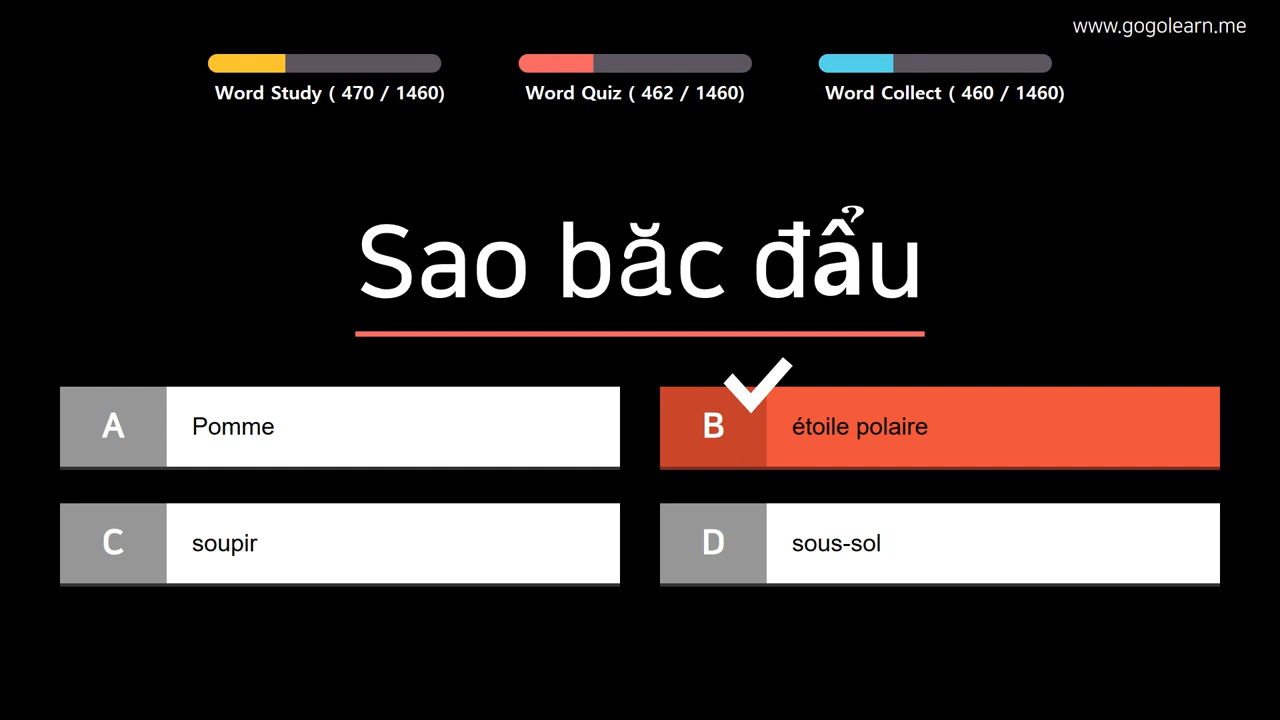 www.gogolearn.me
Word Study ( 470 / 1460)
Word Quiz ( 462 / 1460)
Word Collect ( 460 / 1460)
Sao băc đẩu
A Pomme
B étoile polaire
C soupir
D sous-sol